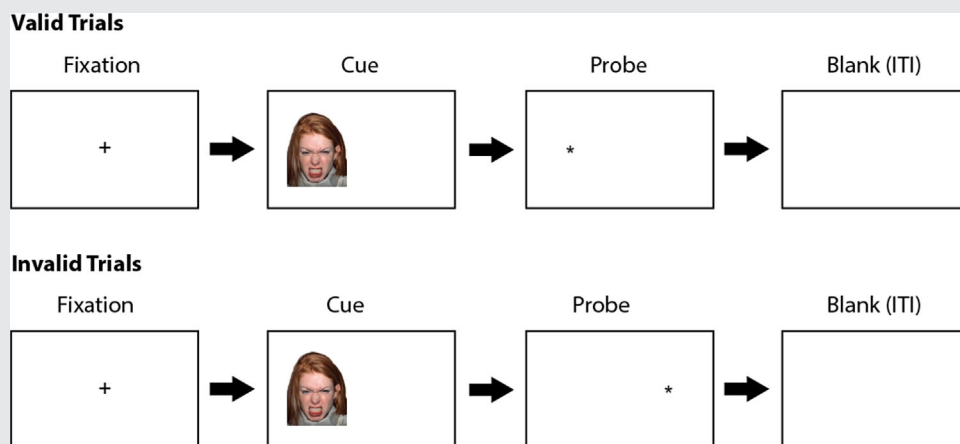 Valid Trials
Fixation Cue Probe Blank (ITI)
+ *
Invalid Trials
Fixation Cue Probe Blank (ITI)
+ *